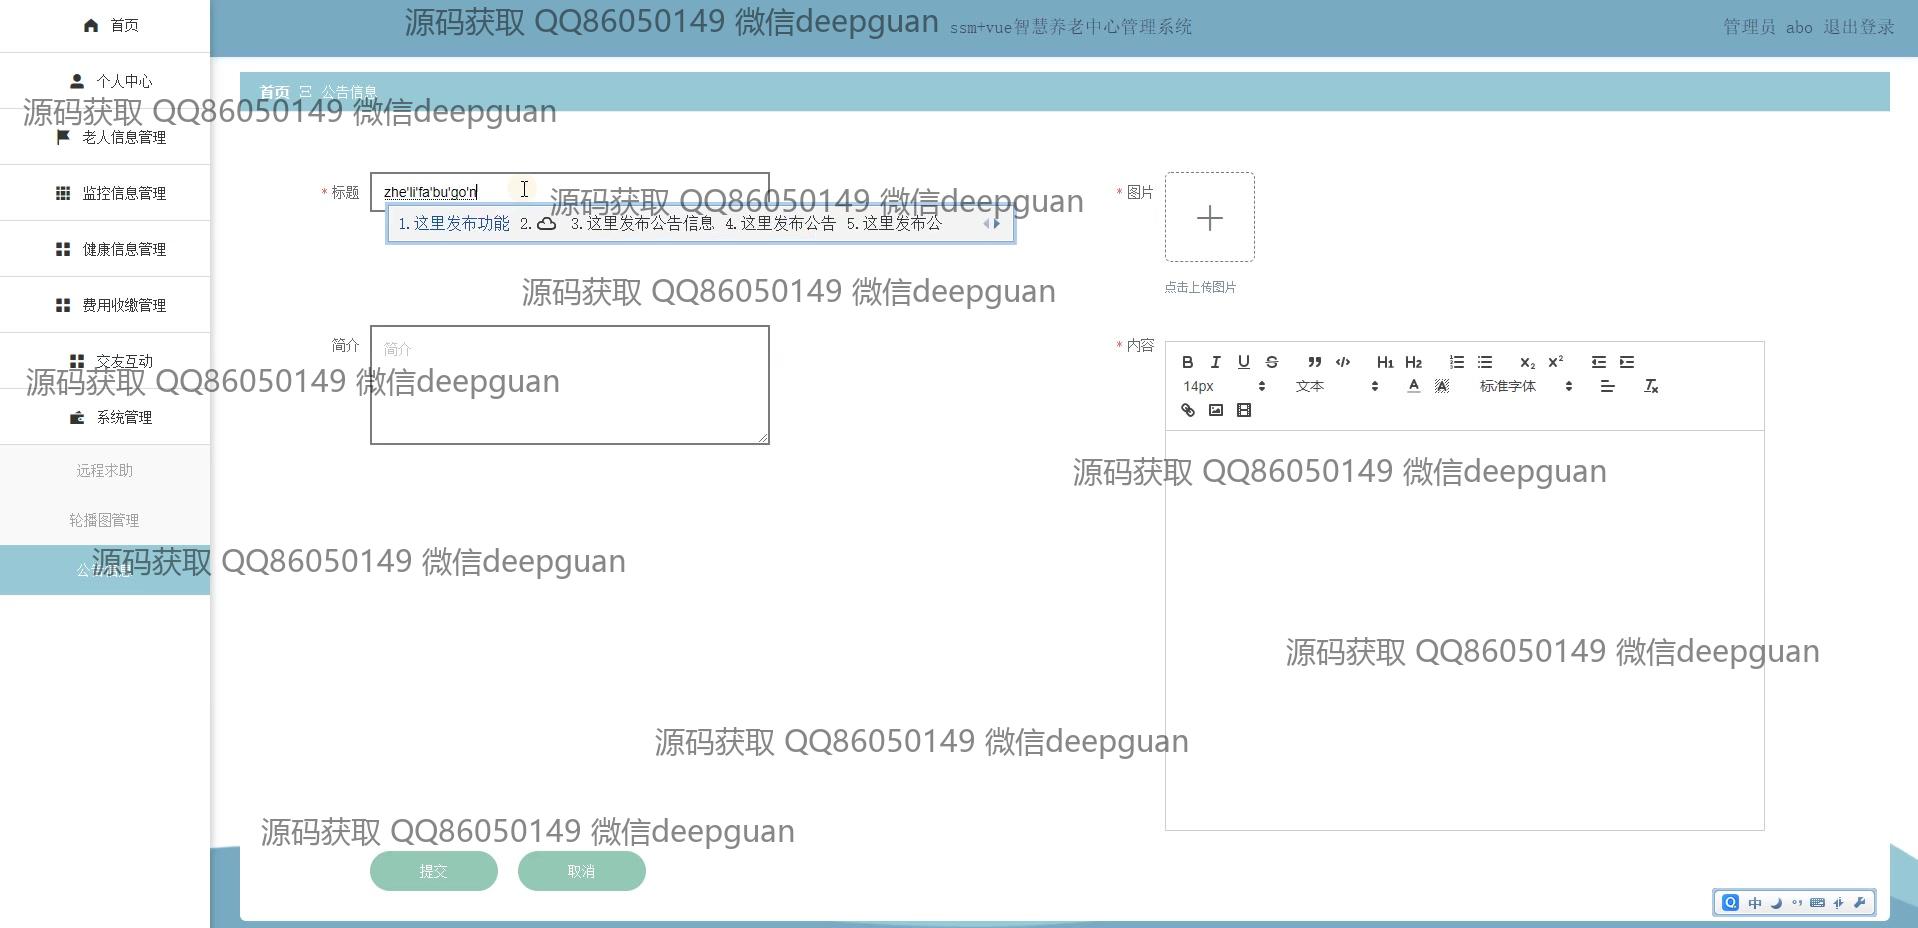 首页
个人中心
老人信息管理
监控信息管理
健康信息管理
费用收缴管理
交友互动
系统管理
远程求助
轮播图管理
公告信息
源码获取 QQ86050149 微信deepguan
ssm+vue智慧养老中心管理系统
管理员 abo 退出登录
首页 公告信息
源码获取 QQ86050149 微信deepguan
* 标题
zhe'li'fa'bu'go'n
1.这里发布功能 2. 3.这里发布公告信息 4.这里发布公告 5.这里发布公
源码获取 QQ86050149 微信deepguan
* 图片
点击上传图片
源码获取 QQ86050149 微信deepguan
简介
简介
* 内容
B I U S ” </> H1 H2 X2 X2
14px 文本 A A 标准字体 Tx
源码获取 QQ86050149 微信deepguan
源码获取 QQ86050149 微信deepguan
源码获取 QQ86050149 微信deepguan
源码获取 QQ86050149 微信deepguan
源码获取 QQ86050149 微信deepguan
源码获取 QQ86050149 微信deepguan
提交 取消
中